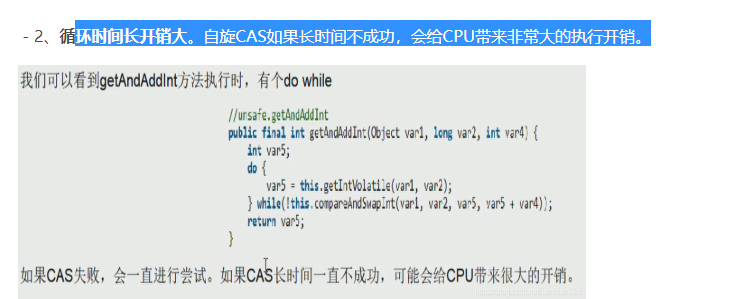 - 2、循环时间长开销大。自旋CAS如果长时间不成功，会给CPU带来非常大的执行开销。
我们可以看到getAndAddInt方法执行时，有个do while
//unsafe.getAndAddInt
public final int getAndAddInt(Object var1, long var2, int var4) {
int var5;
do {
var5 = this.getIntVolatile(var1, var2);
} while(!this.compareAndSwapInt(var1, var2, var5, var5 + var4));
return var5;
}
如果CAS失败，会一直进行尝试。如果CAS长时间一直不成功，可能会给CPU带来很大的开销。